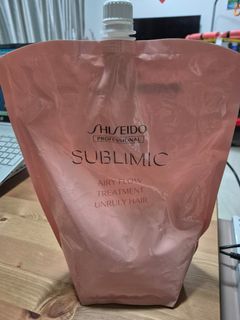 SHISEIDO
PROFESSIONAL
SUBLIMIC
AIRY FLOW
TREATMENT
UNRULY HAIR